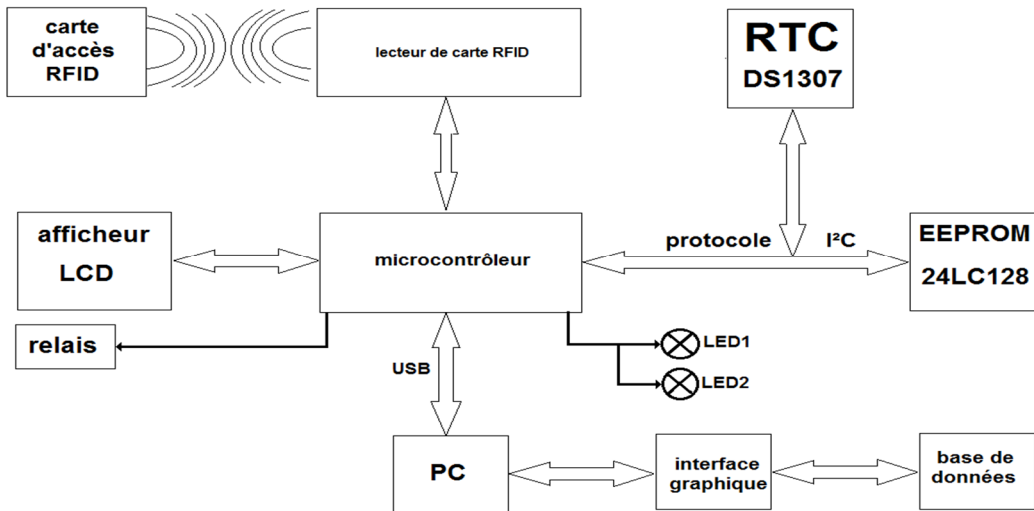 carte
d'accès
RFID
lecteur de carte RFID
RTC
DS1307
afficheur
LCD
microcontrôleur
protocole I²C
EEPROM
24LC128
relais
USB
LED1
LED2
PC
interface
graphique
base de
données